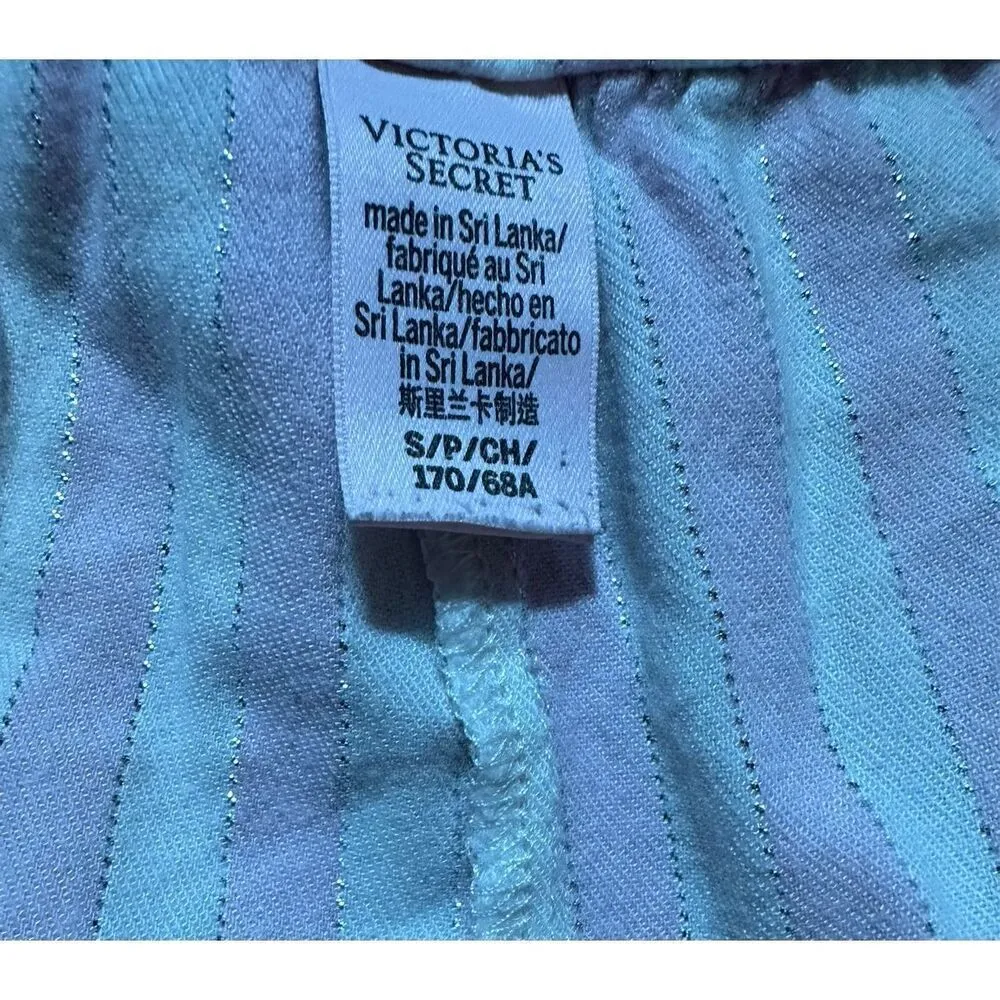 VICTORIA'S
SECRET
made in Sri Lanka/
fabriqué au Sri
Lanka/hecho en
Sri Lanka/fabbricato
in Sri Lanka/
斯里兰卡制造
S/P/CH/
170/68A